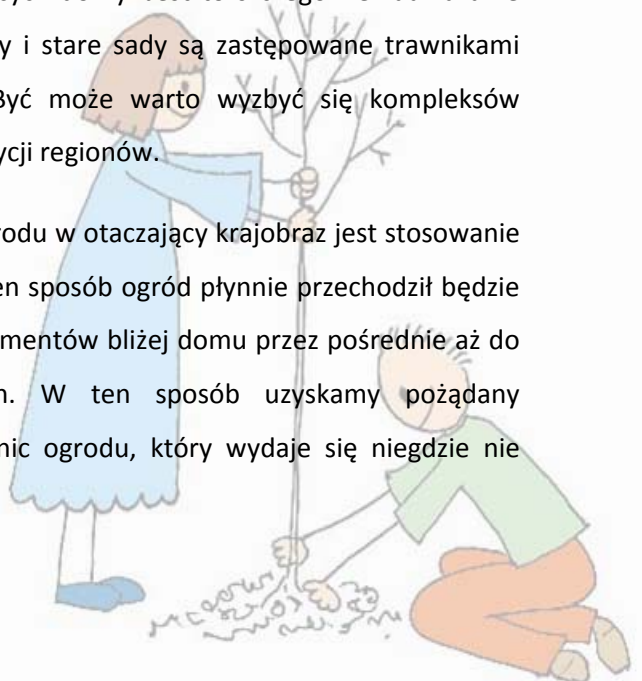 y i stare sady są zastępowane trawnikami
Być może warto wyzbyć się kompleksów
ycji regionów.
rodu w otaczający krajobraz jest stosowanie
en sposób ogród płynnie przechodził będzie
mentów bliżej domu przez pośrednie aż do
W ten sposób uzyskamy pożądany
nic ogrodu, który wydaje się niegdzie nie